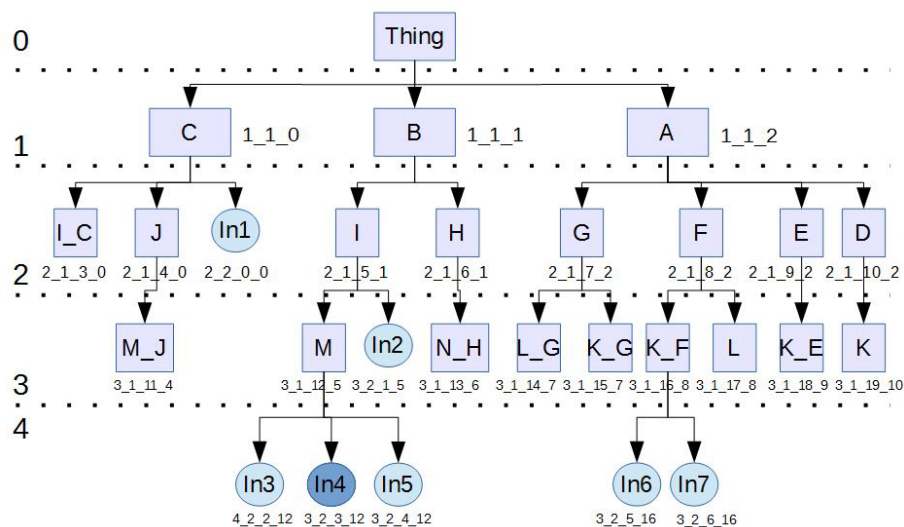 0
Thing
1
C 1_1_0
B 1_1_1
A 1_1_2
I_C J In1 I H G F E D
2
2_1_3_0 2_1_4_0 2_2_0_0 2_1_5_1 2_1_6_1 2_1_7_2 2_1_8_2 2_1_9_2 2_1_10_2
M_J M In2 N_H L_G K_G K_F L K_E K
3
3_1_11_4 3_1_12_5 3_2_1_5 3_1_13_6 3_1_14_7 3_1_15_7 3_1_16_8 3_1_17_8 3_1_18_9 3_1_19_10
4
In3 In4 In5 In6 In7
4_2_2_12 3_2_3_12 3_2_4_12 3_2_5_16 3_2_6_16